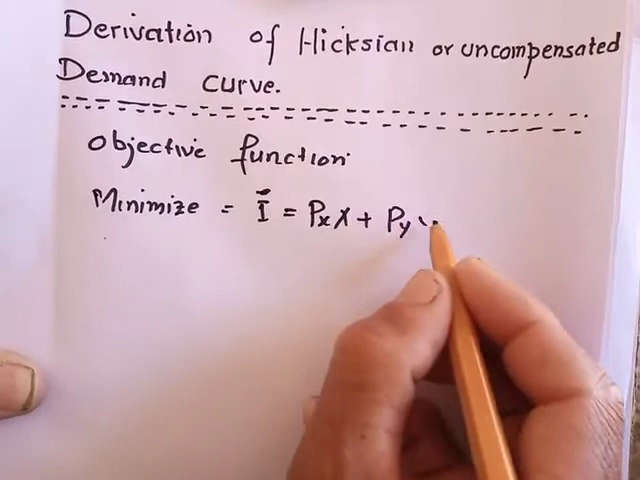 Derivation of Hicksian or uncompensated
Demand curve.
Objective function
Minimize = Ī = PxX + Py